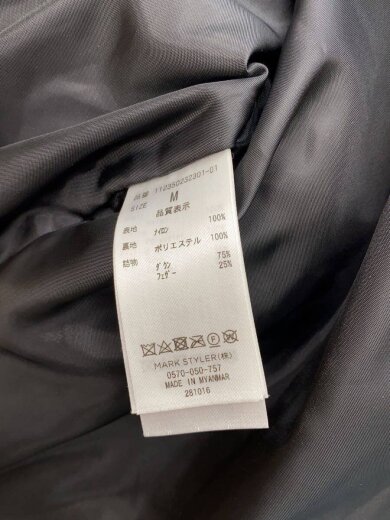 品番 112350252301-01
SIZE M
品質表示
表地 ナイロン 100%
裏地 ポリエステル 100%
詰物 ダウン 75%
フェザー 25%
MARK STYLER(株)
0570-050-757
MADE IN MYANMAR
281016